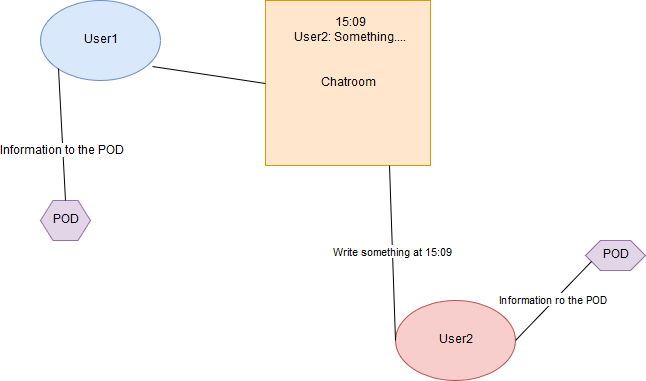 15:09
User2: Something....
User1
Chatroom
Information to the POD
POD
Write something at 15:09
POD
Information ro the POD
User2